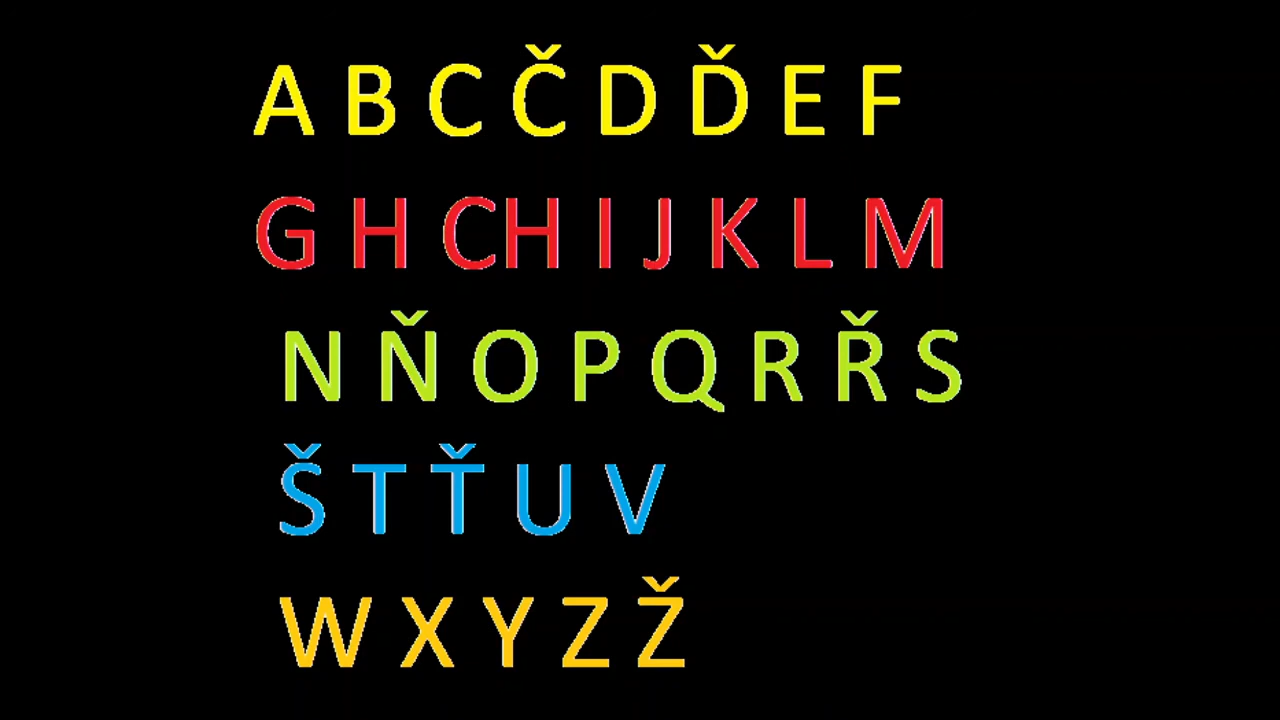 A B C Č D Ď E F
G H CH I J K L M
N Ň O P Q R Ř S
Š T Ť U V
W X Y Z Ž